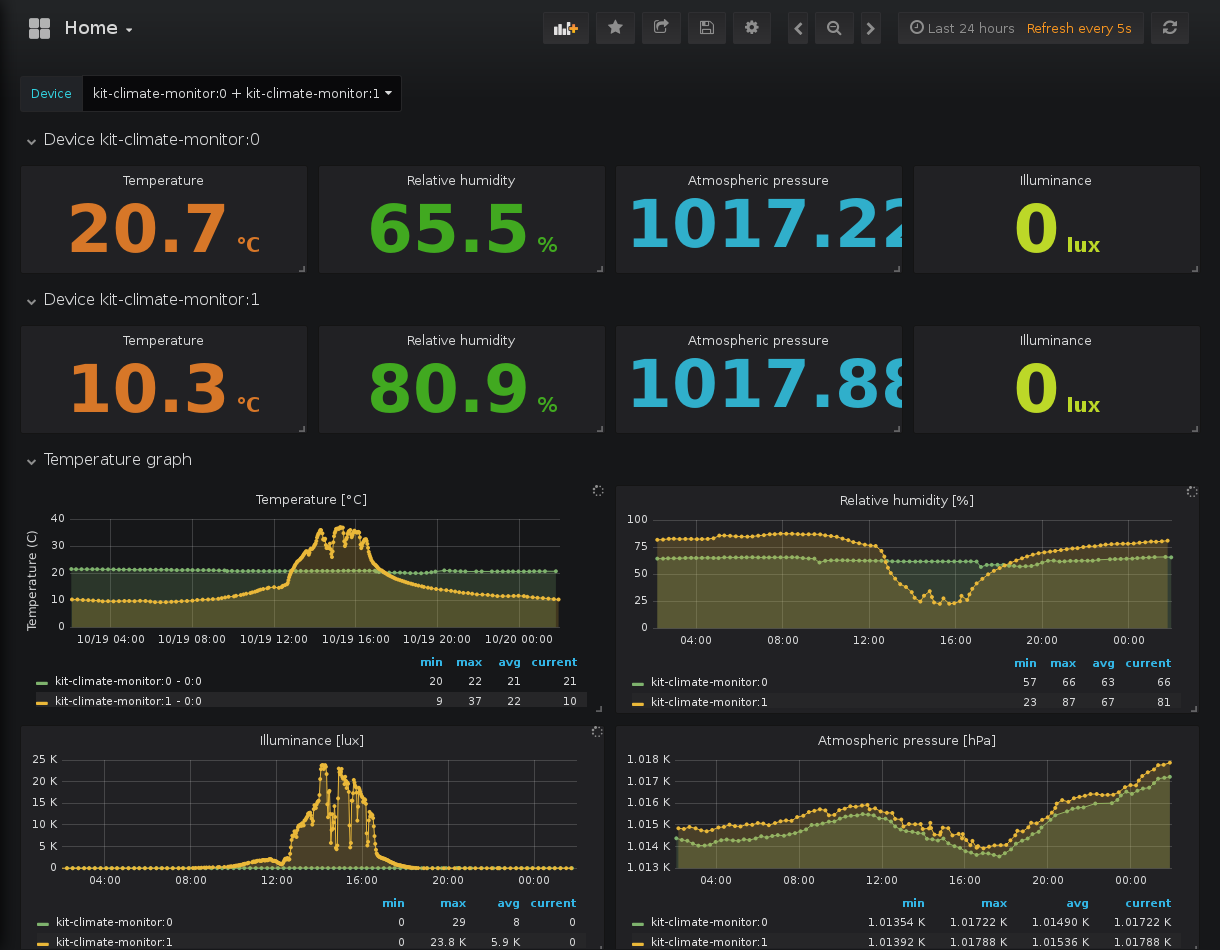 Home
Last 24 hours Refresh every 5s
Device kit-climate-monitor:0 + kit-climate-monitor:1
Device kit-climate-monitor:0
Temperature Relative humidity Atmospheric pressure Illuminance
20.7 °C 65.5 % 1017.22 0 lux
Device kit-climate-monitor:1
Temperature Relative humidity Atmospheric pressure Illuminance
10.3 °C 80.9 % 1017.88 0 lux
Temperature graph
Temperature [°C]
Temperature (C)
40
30
20
10
0
10/19 04:00 10/19 08:00 10/19 12:00 10/19 16:00 10/19 20:00 10/20 00:00
min max avg current
kit-climate-monitor:0 - 0:0 20 22 21 21
kit-climate-monitor:1 - 0:0 9 37 22 10
Relative humidity [%]
100
75
50
25
0
04:00 08:00 12:00 16:00 20:00 00:00
min max avg current
kit-climate-monitor:0 57 66 63 66
kit-climate-monitor:1 23 87 67 81
Illuminance [lux]
25 K
20 K
15 K
10 K
5 K
0
04:00 08:00 12:00 16:00 20:00 00:00
min max avg current
kit-climate-monitor:0 0 29 8 0
kit-climate-monitor:1 0 23.8 K 5.9 K 0
Atmospheric pressure [hPa]
1.018 K
1.017 K
1.016 K
1.015 K
1.014 K
1.013 K
04:00 08:00 12:00 16:00 20:00 00:00
min max avg current
kit-climate-monitor:0 1.01354 K 1.01722 K 1.01490 K 1.01722 K
kit-climate-monitor:1 1.01392 K 1.01788 K 1.01536 K 1.01788 K